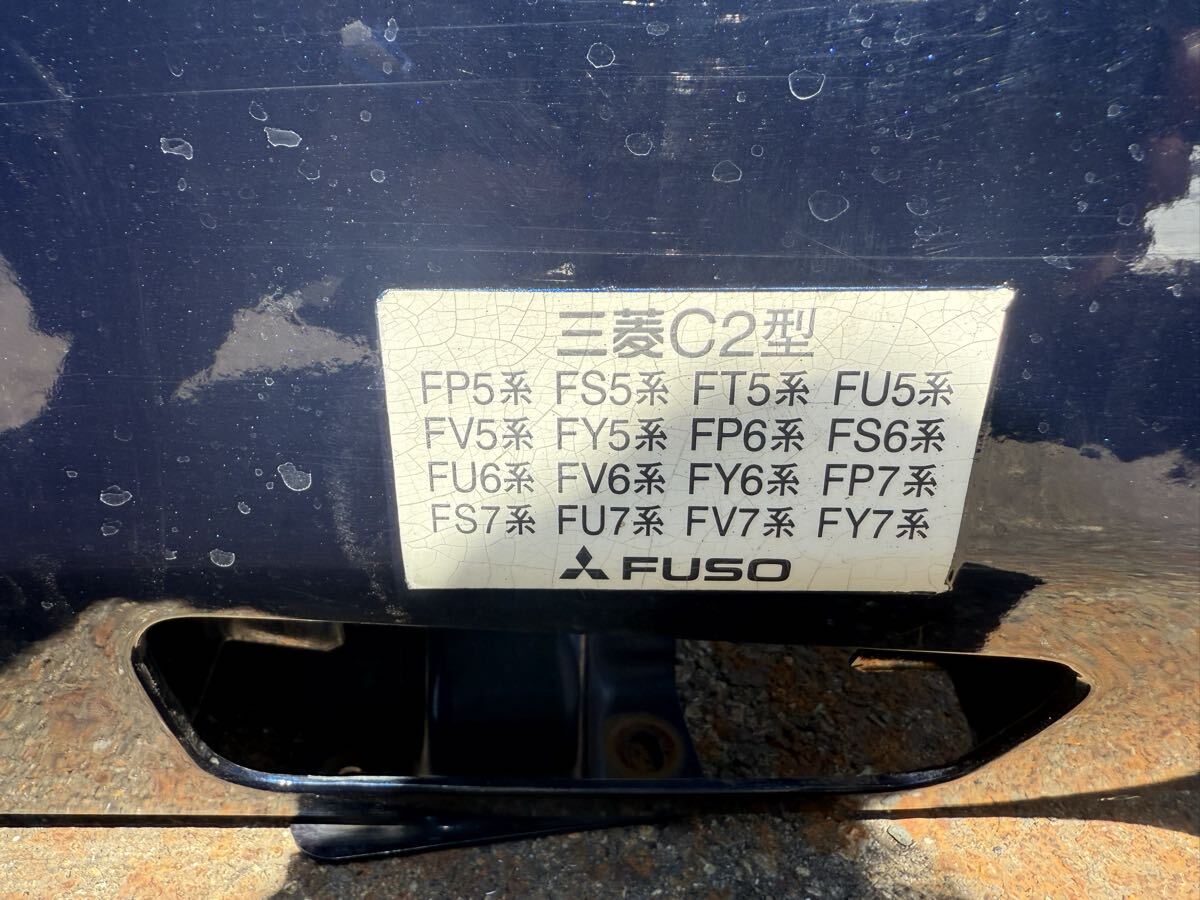 三菱C2型
FP5系 FS5系 FT5系 FU5系
FV5系 FY5系 FP6系 FS6系
FU6系 FV6系 FY6系 FP7系
FS7系 FU7系 FV7系 FY7系
FUSO